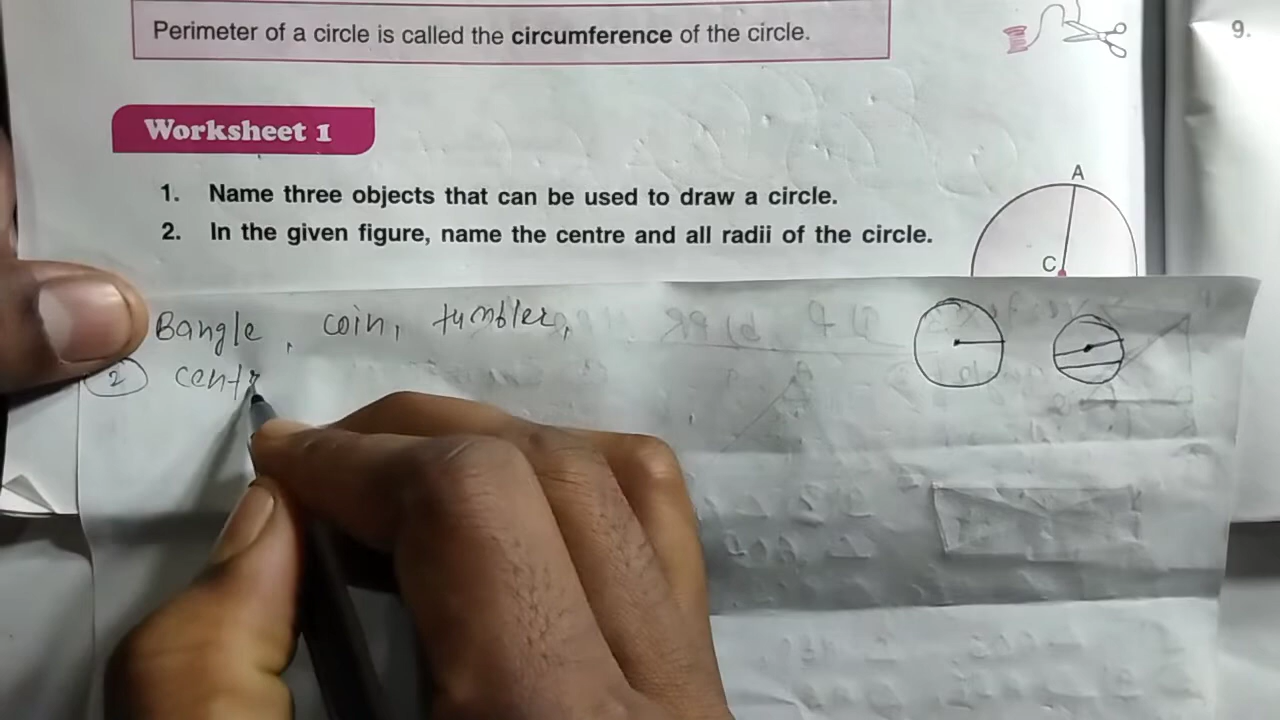 Perimeter of a circle is called the circumference of the circle.
9.
Worksheet 1
1. Name three objects that can be used to draw a circle.
2. In the given figure, name the centre and all radii of the circle.
A
C
Bangle, coin, tumbler,
2 centr